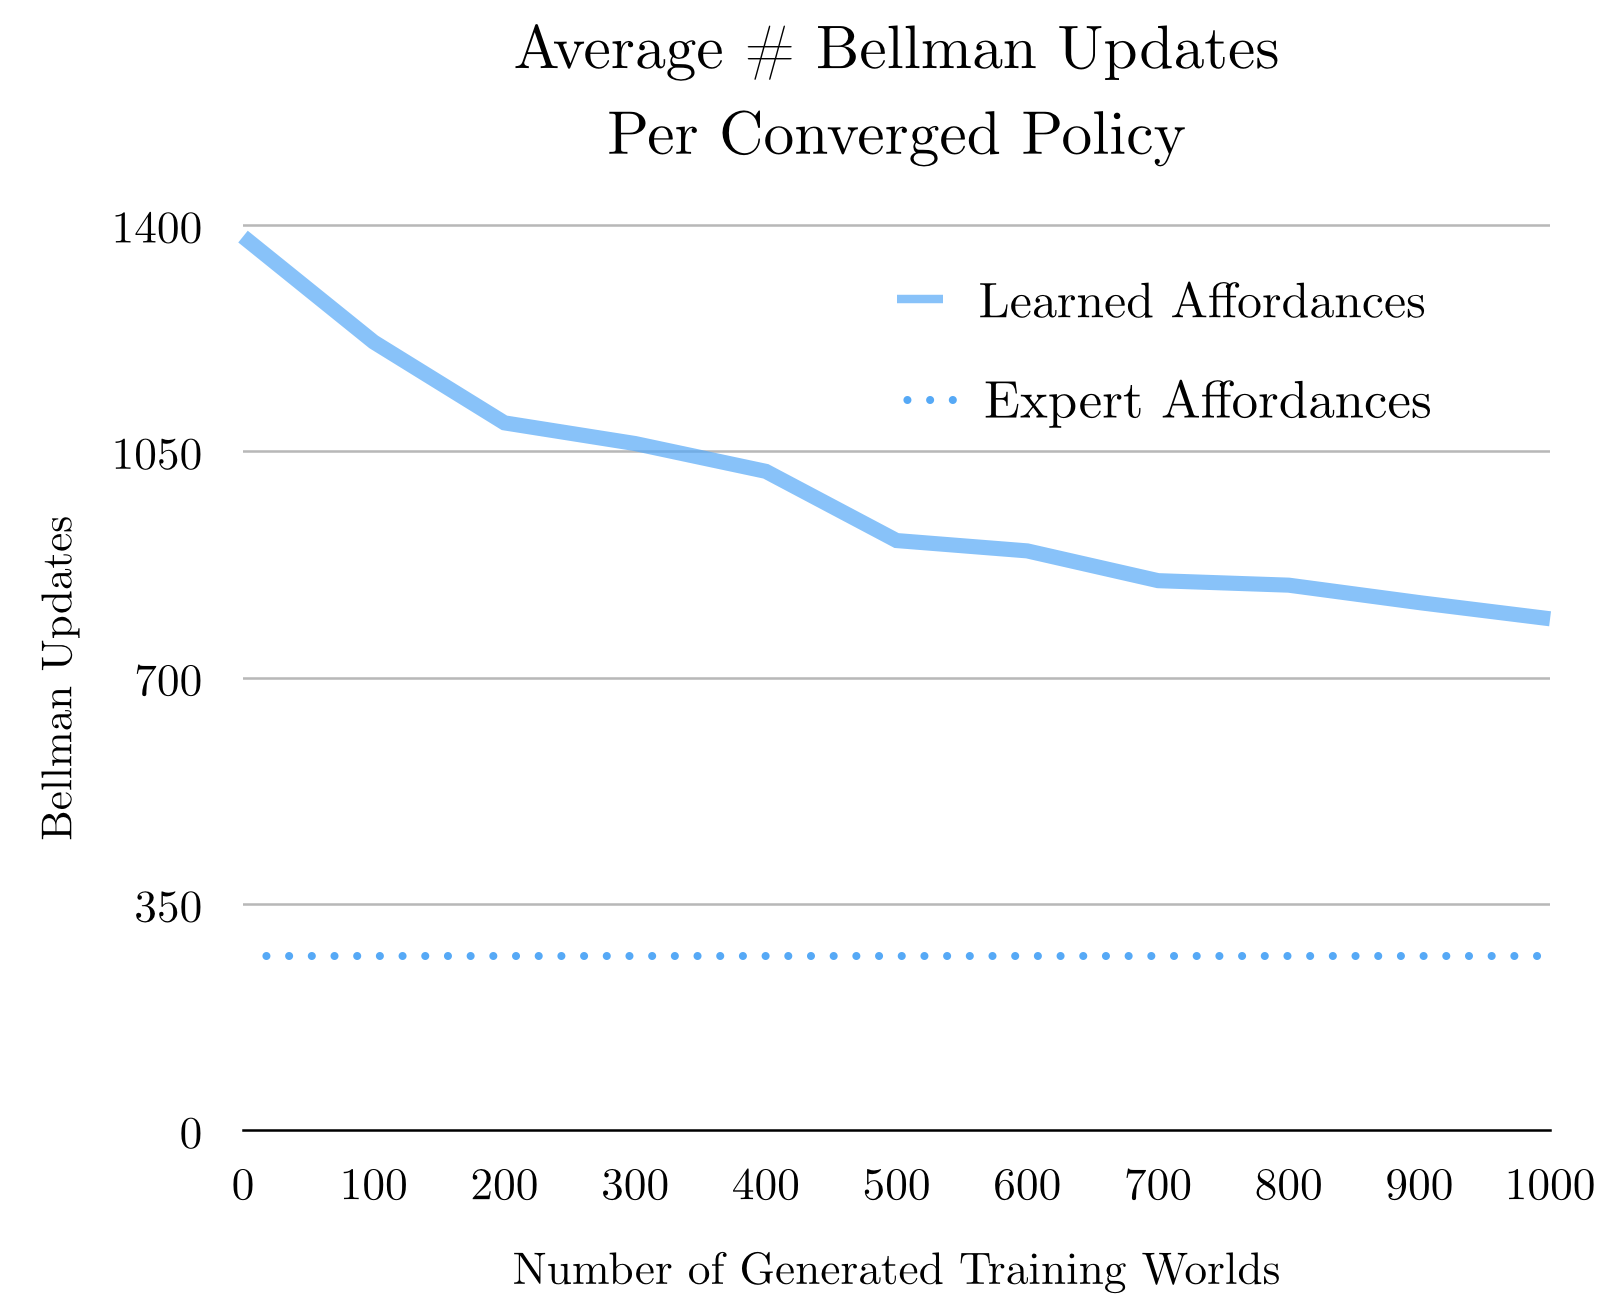 Average # Bellman Updates
Per Converged Policy
1400
Learned Affordances
Expert Affordances
1050
Bellman Updates
700
350
0
0 100 200 300 400 500 600 700 800 900 1000
Number of Generated Training Worlds